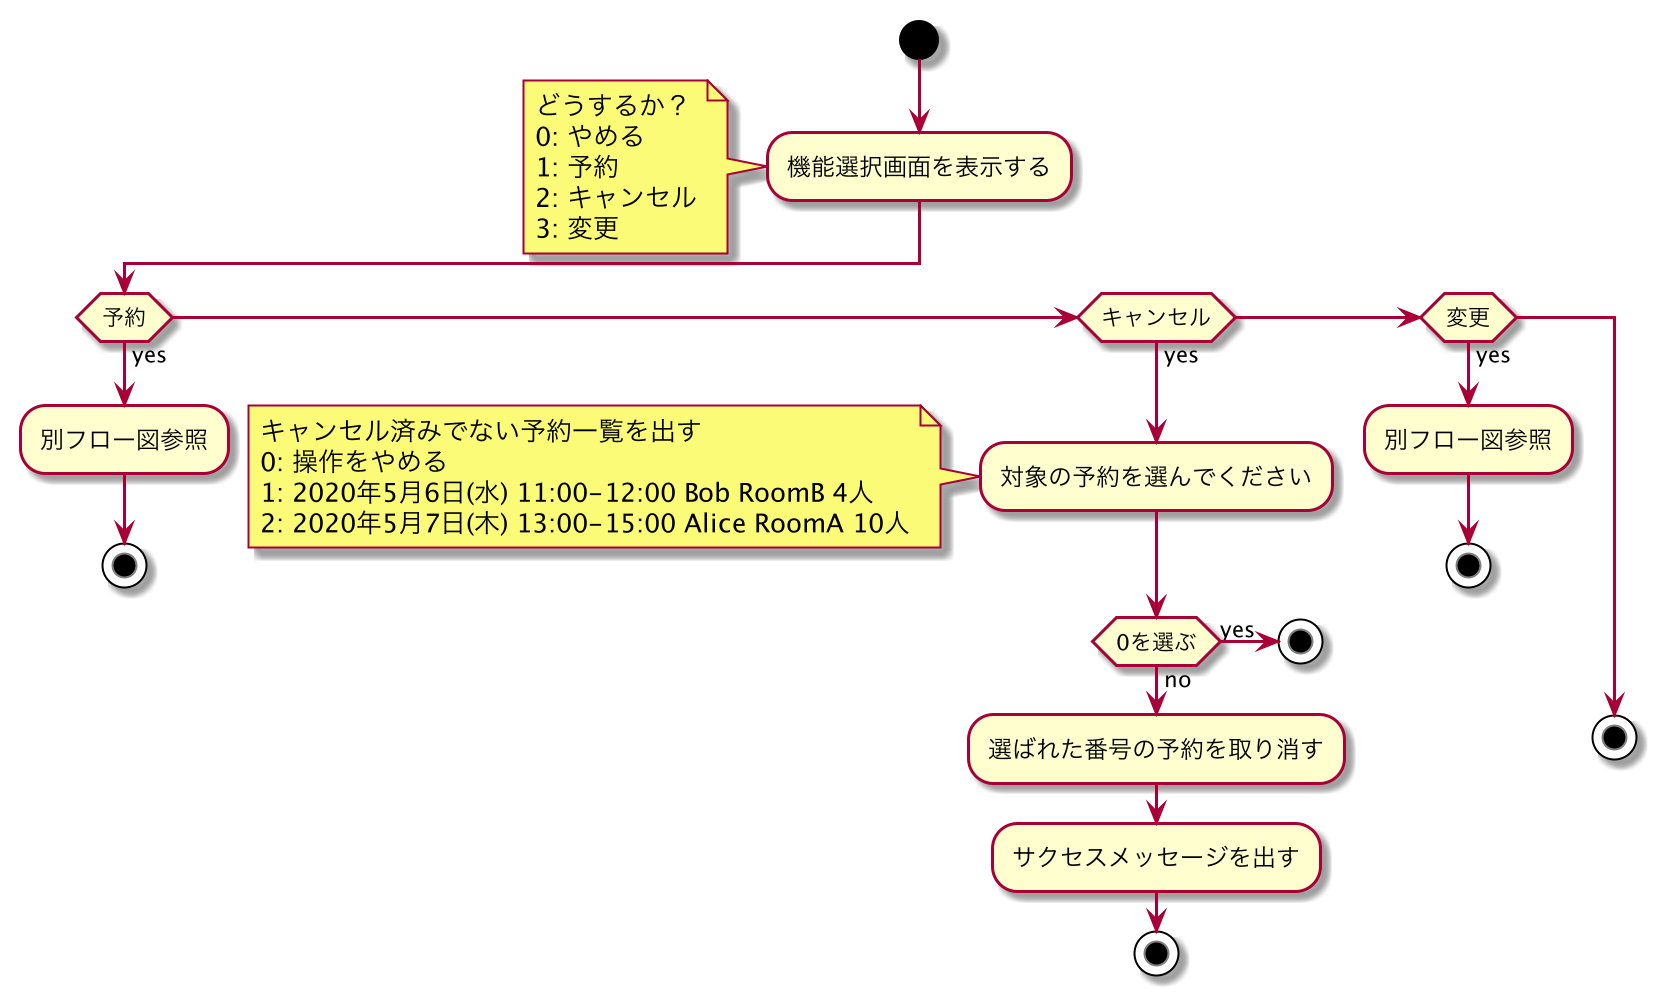 どうするか？
0: やめる
1: 予約
2: キャンセル
3: 変更
機能選択画面を表示する
予約
キャンセル
変更
yes
yes
yes
別フロー図参照
キャンセル済みでない予約一覧を出す
0: 操作をやめる
1: 2020年5月6日(水) 11:00-12:00 Bob RoomB 4人
2: 2020年5月7日(木) 13:00-15:00 Alice RoomA 10人
対象の予約を選んでください
別フロー図参照
0を選ぶ
yes
no
選ばれた番号の予約を取り消す
サクセスメッセージを出す